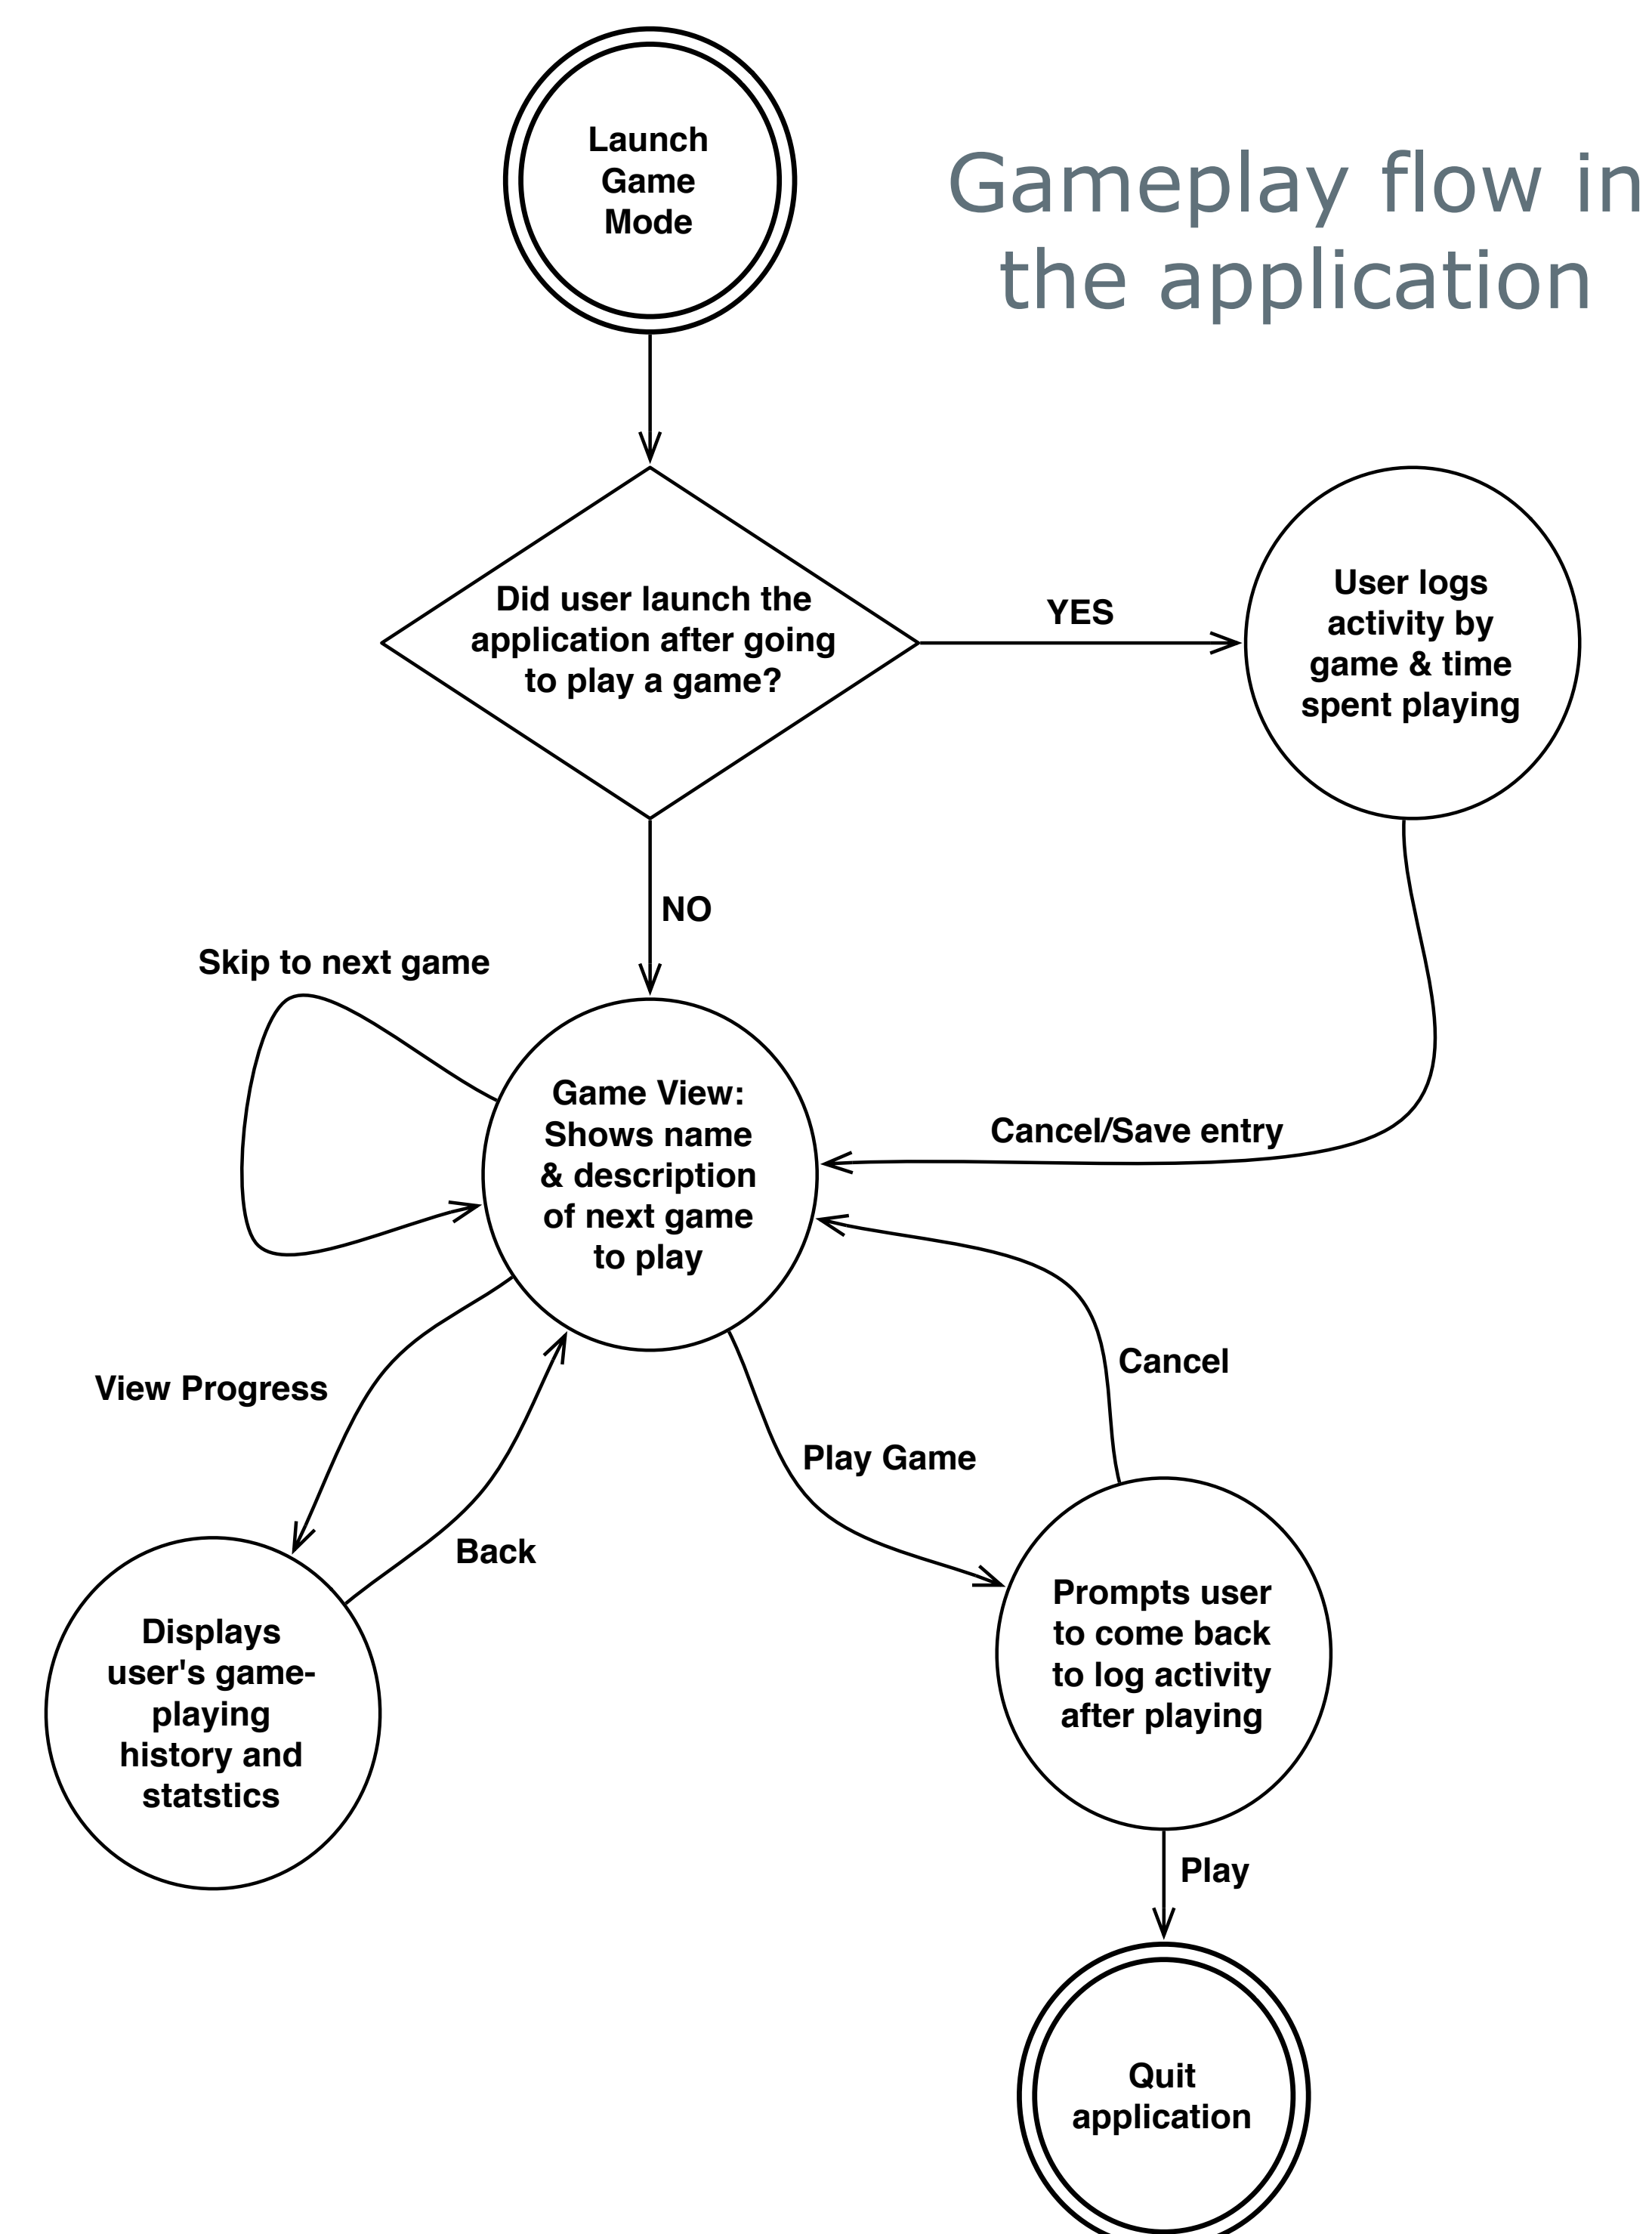 Launch
Game
Mode
Gameplay flow in
the application
Did user launch the
application after going
to play a game?
YES
User logs
activity by
game & time
spent playing
NO
Skip to next game
Game View:
Shows name
& description
of next game
to play
Cancel/Save entry
View Progress
Back
Play Game
Cancel
Displays
user's game-
playing
history and
statstics
Prompts user
to come back
to log activity
after playing
Play
Quit
application